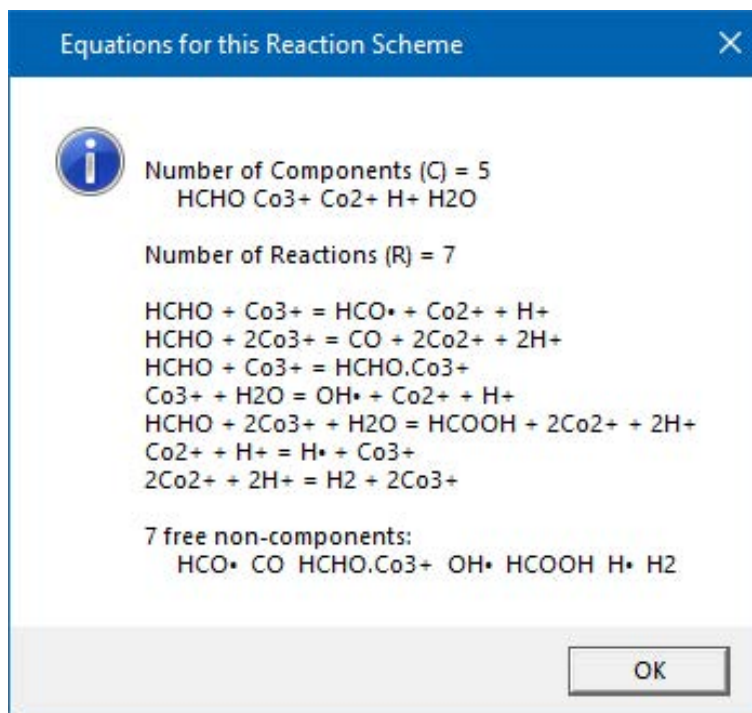 Equations for this Reaction Scheme
Number of Components (C) = 5
HCHO Co3+ Co2+ H+ H2O
Number of Reactions (R) = 7
HCHO + Co3+ = HCO• + Co2+ + H+
HCHO + 2Co3+ = CO + 2Co2+ + 2H+
HCHO + Co3+ = HCHO.Co3+
Co3+ + H2O = OH• + Co2+ + H+
HCHO + 2Co3+ + H2O = HCOOH + 2Co2+ + 2H+
Co2+ + H+ = H• + Co3+
2Co2+ + 2H+ = H2 + 2Co3+
7 free non-components:
HCO• CO HCHO.Co3+ OH• HCOOH H• H2
OK